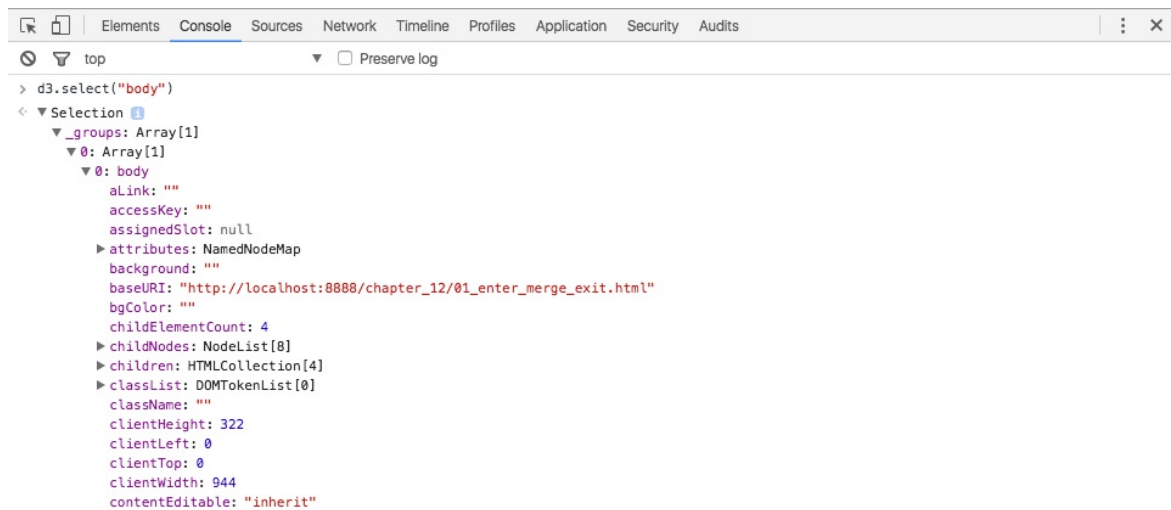 Elements Console Sources Network Timeline Profiles Application Security Audits
top Preserve log
> d3.select("body")
Selection i
_groups: Array[1]
0: Array[1]
0: body
aLink: ""
accessKey: ""
assignedSlot: null
attributes: NamedNodeMap
background: ""
baseURI: "http://localhost:8888/chapter_12/01_enter_merge_exit.html"
bgColor: ""
childElementCount: 4
childNodes: NodeList[8]
children: HTMLCollection[4]
classList: DOMTokenList[0]
className: ""
clientHeight: 322
clientLeft: 0
clientTop: 0
clientWidth: 944
contentEditable: "inherit"